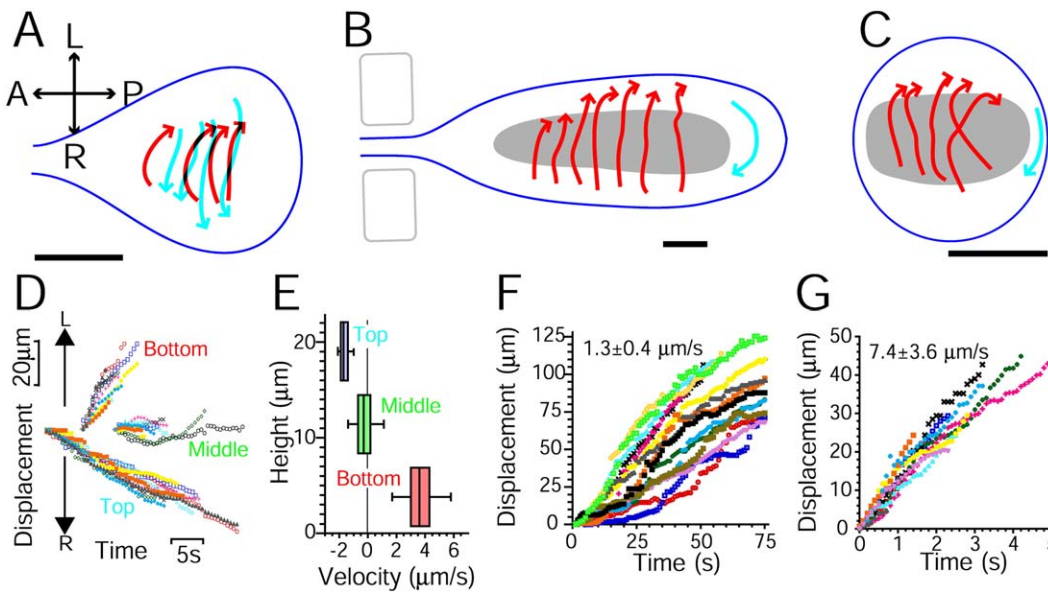 A
L
A
P
R
B
C
D
L
20μm
Displacement
R
Bottom
Middle
Top
Time
5s
E
Height (μm)
20
10
0
Top
Middle
Bottom
-2 0 2 4 6
Velocity (μm/s)
F
1.3±0.4 μm/s
Displacement (μm)
125
100
75
50
25
0
0 25 50 75
Time (s)
G
7.4±3.6 μm/s
Displacement (μm)
50
40
30
20
10
0
0 1 2 3 4 5
Time (s)